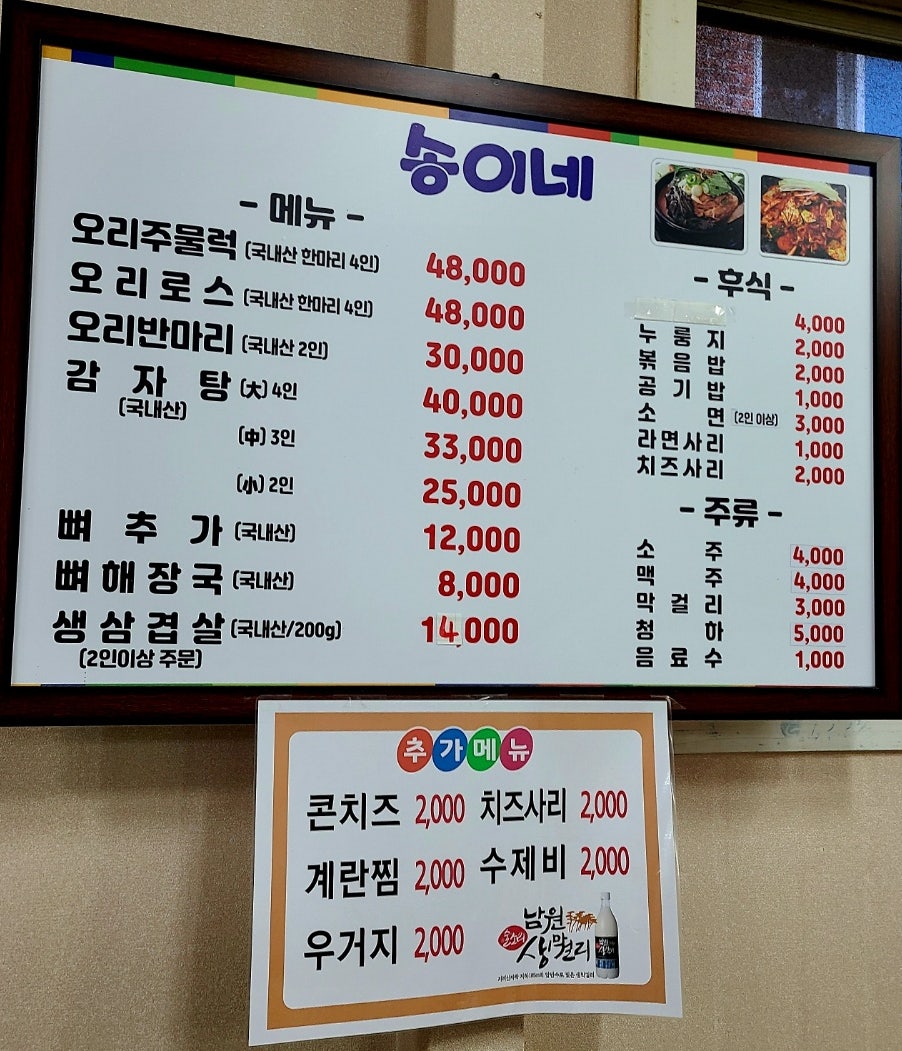 송이네
- 메뉴 -
오리주물럭 (국내산 한마리 4인) 48,000
오리로스 (국내산 한마리 4인) 48,000
오리반마리 (국내산 2인) 30,000
감자탕 (大) 4인 40,000
(국내산)
(中) 3인 33,000
(小) 2인 25,000
뼈추가 (국내산) 12,000
뼈해장국 (국내산) 8,000
생삼겹살 (국내산/200g) 14,000
(2인이상 주문)
- 후식 -
4,000
누룽지 2,000
볶음밥 2,000
공기밥 1,000
소면 (2인 이상) 3,000
라면사리 1,000
치즈사리 2,000
- 주류 -
소주 4,000
맥주 4,000
막걸리 3,000
청하 5,000
음료수 1,000
추가메뉴
콘치즈 2,000 치즈사리 2,000
계란찜 2,000 수제비 2,000
우거지 2,000
남원
생막걸리